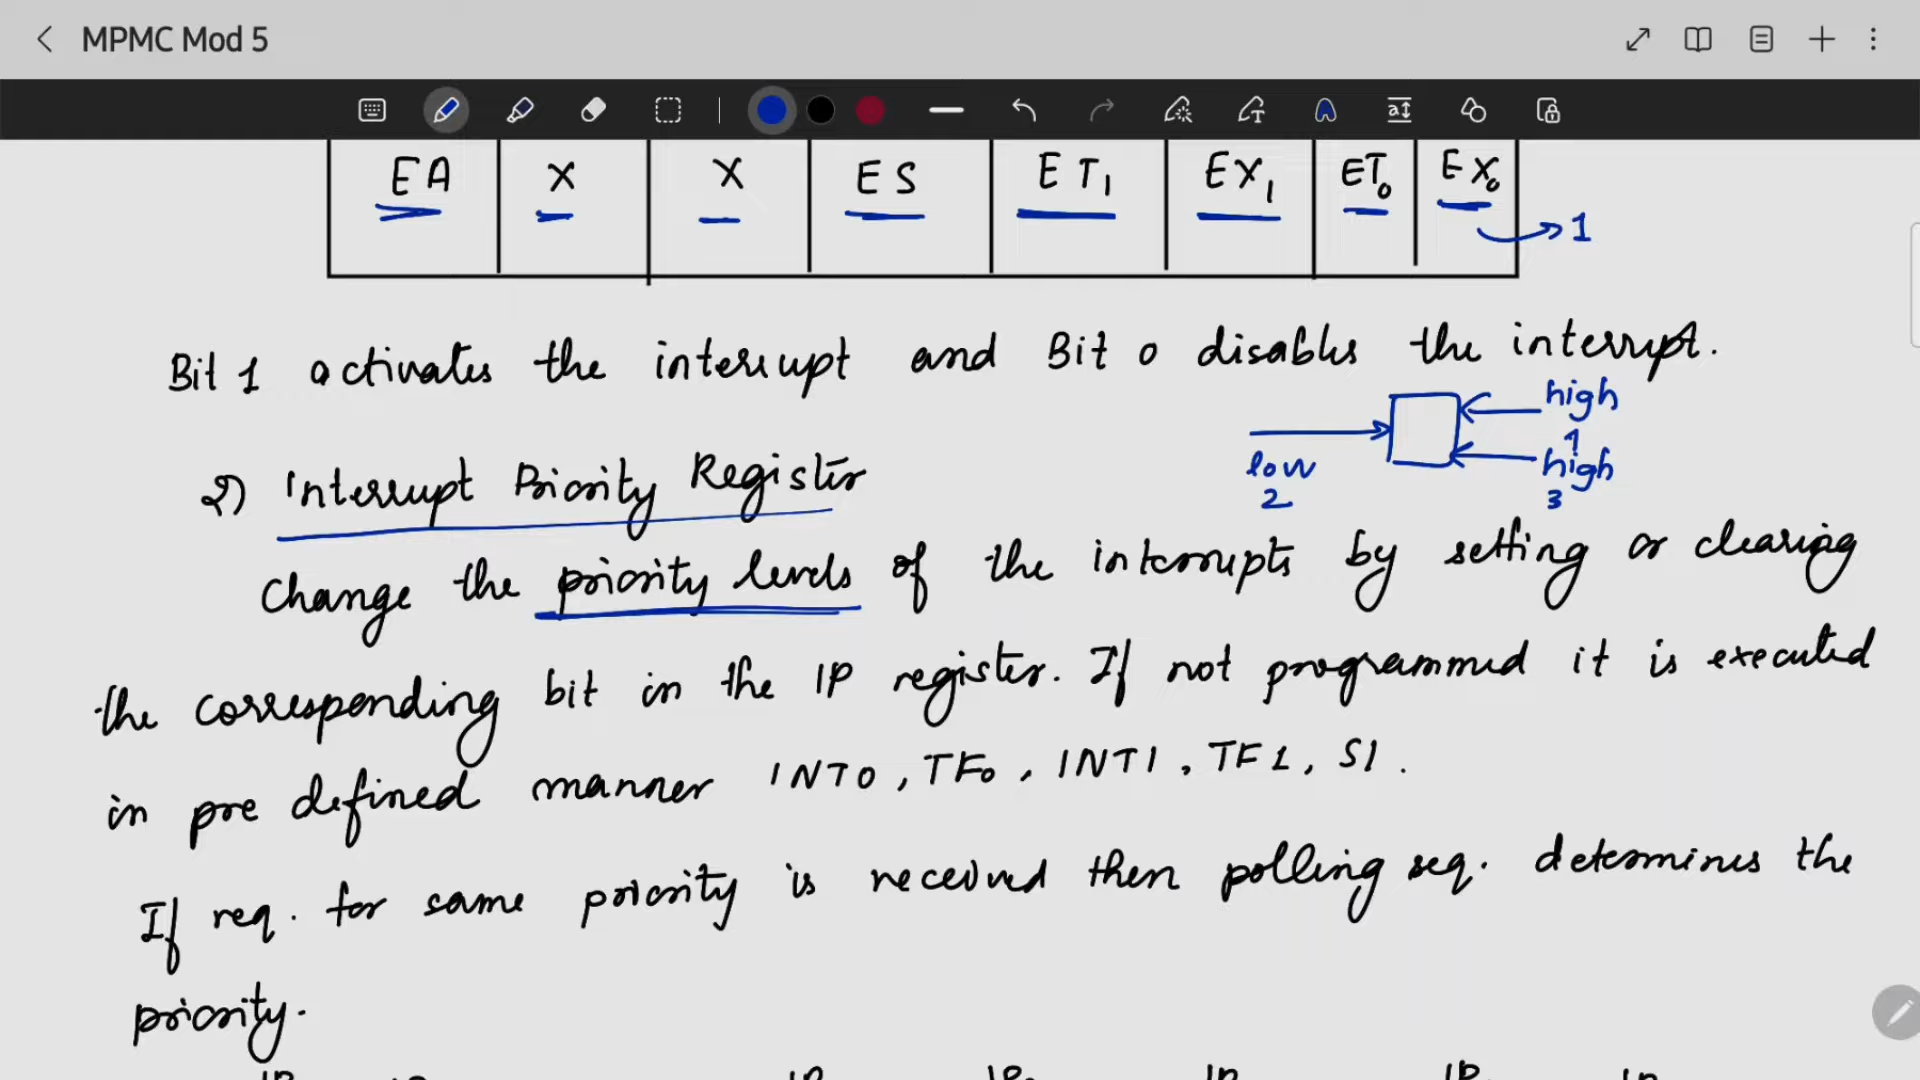 MPMC Mod 5
EA X X ES ET1 EX1 ET0 EX0
1
Bit 1 activates the interrupt and Bit 0 disables the interrupt.
high
1
low
2
high
3
2) Interrupt Priority Register
Change the priority levels of the interrupts by setting or clearing
the corresponding bit in the IP register. If not programmed it is executed
in pre defined manner INT0, TF0, INT1, TF1, SI.
If req. for same priority is received then polling seq. determines the
priority.